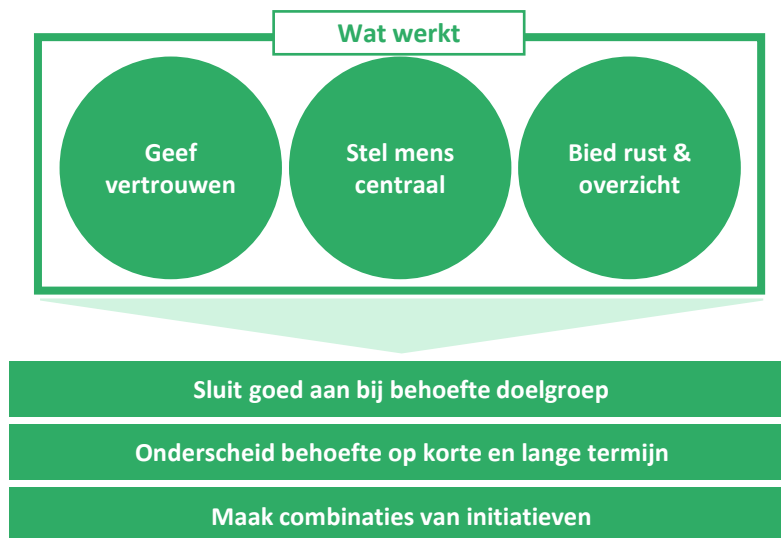 Wat werkt
Geef
vertrouwen
Stel mens
centraal
Bied rust &
overzicht
Sluit goed aan bij behoefte doelgroep
Onderscheid behoefte op korte en lange termijn
Maak combinaties van initiatieven